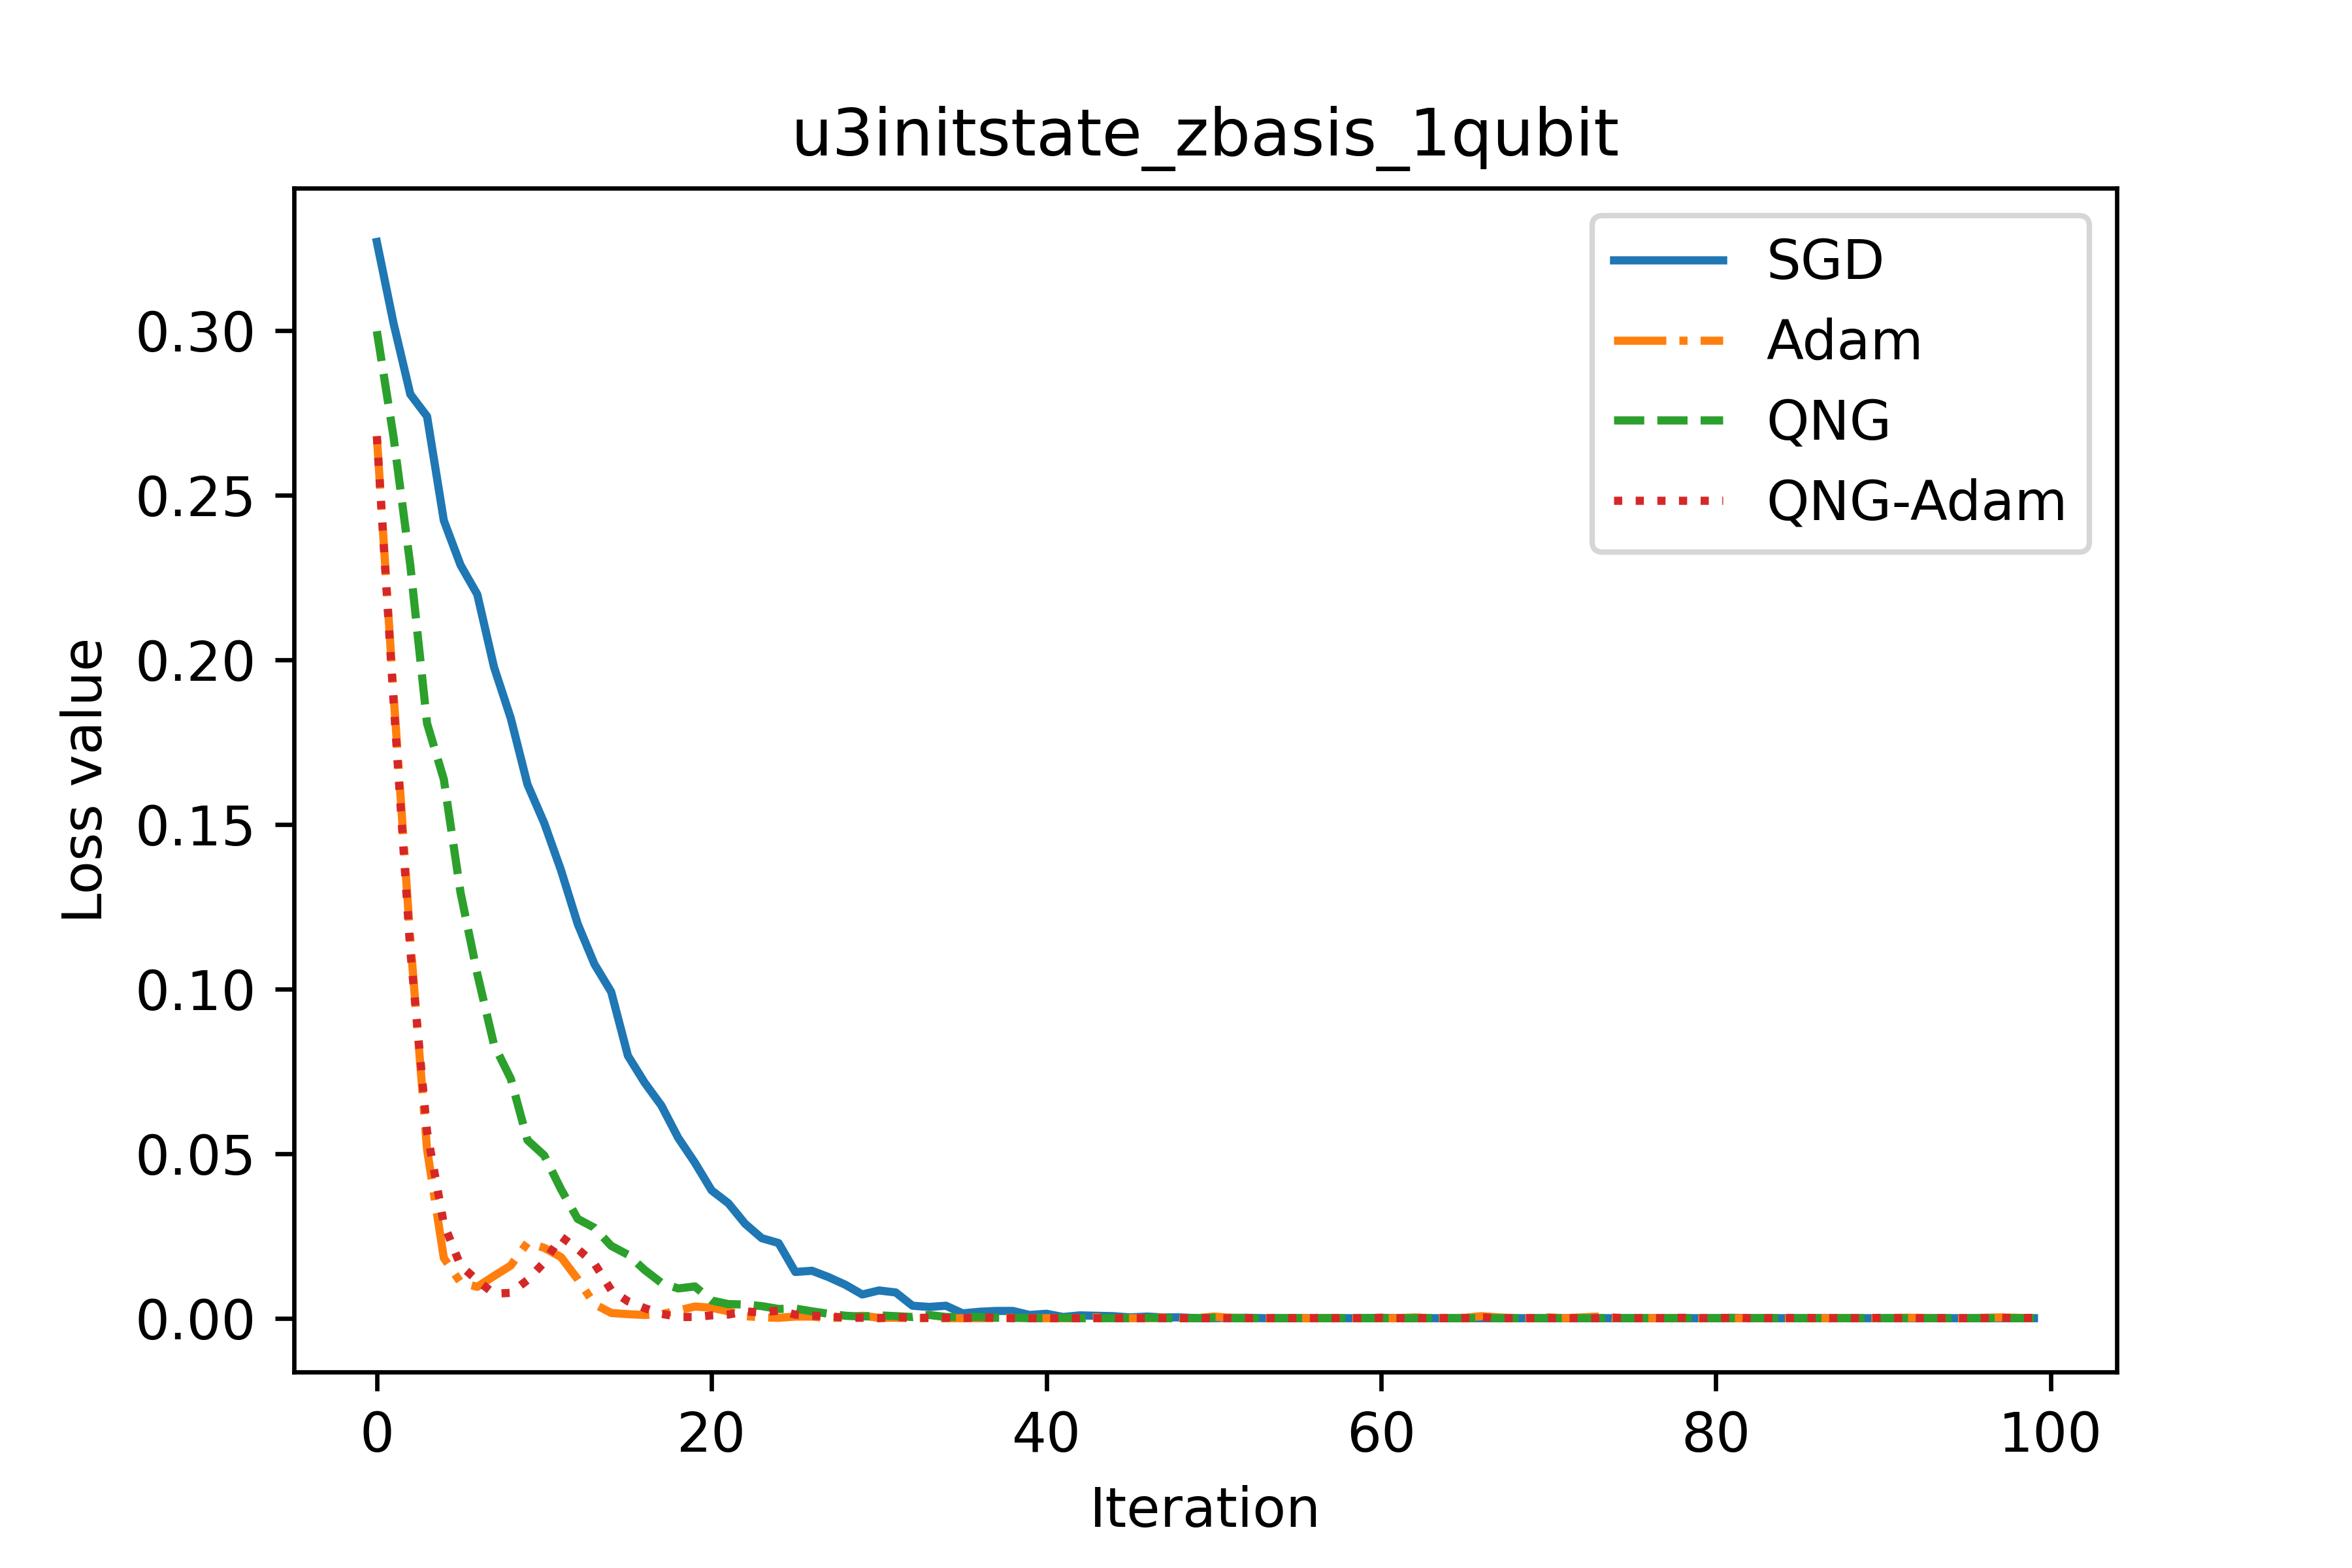 u3initstate_zbasis_1qubit
SGD
Adam
QNG
QNG-Adam
Loss value
0.30
0.25
0.20
0.15
0.10
0.05
0.00
0 20 40 60 80 100
Iteration